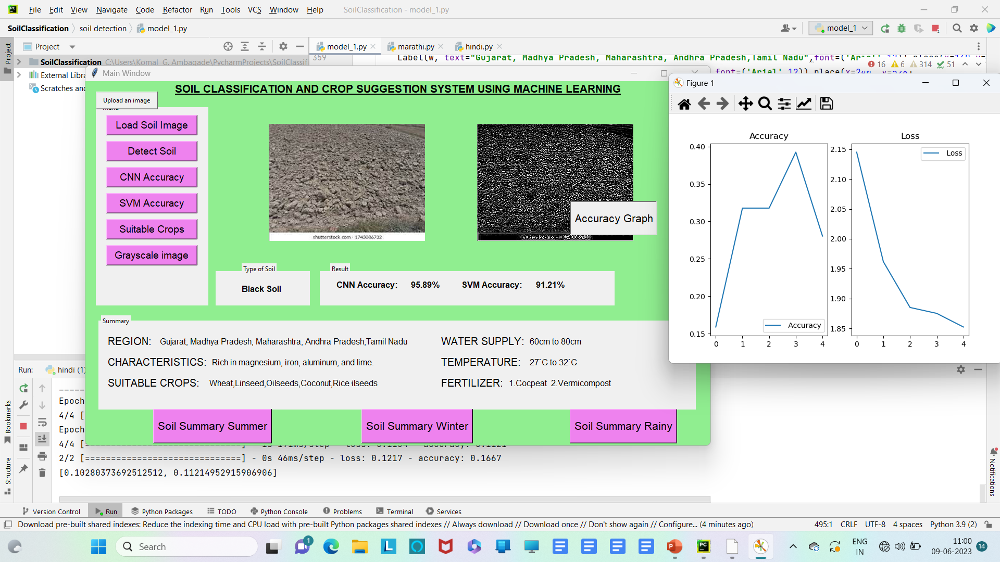 File Edit View Navigate Code Refactor Run Tools VCS Window Help SoilClassification - model_1.py
SoilClassification soil detection model_1.py model_1
Project model_1.py marathi.py hindi.py
Project
SoilClassification C:\Users\Komal_G. Ambagade\PycharmProjects\SoilClassifi
359 Label(w, text="Gujarat, Madhya Pradesh, Maharashtra, Andhra Pradesh,Tamil Nadu",font=('Arial'
16 6 314 51
External Libra
Scratches and
Main Window
SOIL CLASSIFICATION AND CROP SUGGESTION SYSTEM USING MACHINE LEARNING
Upload an image
Load Soil Image
Detect Soil
CNN Accuracy
SVM Accuracy
Suitable Crops
Grayscale image
shutterstock.com · 1743086732
shutterstock.com · 1743086732
Accuracy Graph
Type of Soil
Black Soil
Result
CNN Accuracy: 95.89% SVM Accuracy: 91.21%
Summary
REGION: Gujarat, Madhya Pradesh, Maharashtra, Andhra Pradesh,Tamil Nadu
WATER SUPPLY: 60cm to 80cm
CHARACTERISTICS: Rich in magnesium, iron, aluminum, and lime.
TEMPERATURE: 27`C to 32`C
SUITABLE CROPS: Wheat,Linseed,Oilseeds,Coconut,Rice ilseeds
FERTILIZER: 1.Cocpeat 2.Vermicompost
Soil Summary Summer
Soil Summary Winter
Soil Summary Rainy
Figure 1
Accuracy
0.40
0.35
0.30
0.25
0.20
0.15
0 1 2 3 4
Accuracy
Loss
2.15
2.10
2.05
2.00
1.95
1.90
1.85
0 1 2 3 4
Loss
Run: hindi (1)
Epoch
4/4 [
Epoch
4/4 [
2/2 [==============================] - 0s 46ms/step - loss: 0.1217 - accuracy: 0.1667
[0.10280373692512512, 0.11214952915906906]
Bookmarks
Structure
Notifications
Version Control Run Python Packages TODO Python Console Problems Terminal Services
Download pre-built shared indexes: Reduce the indexing time and CPU load with pre-built Python packages shared indexes // Always download // Download once // Don't show again // Configure... (4 minutes ago) 495:1 CRLF UTF-8 4 spaces Python 3.9 (2)
Search
1
ENG
IN
11:00
09-06-2023
14